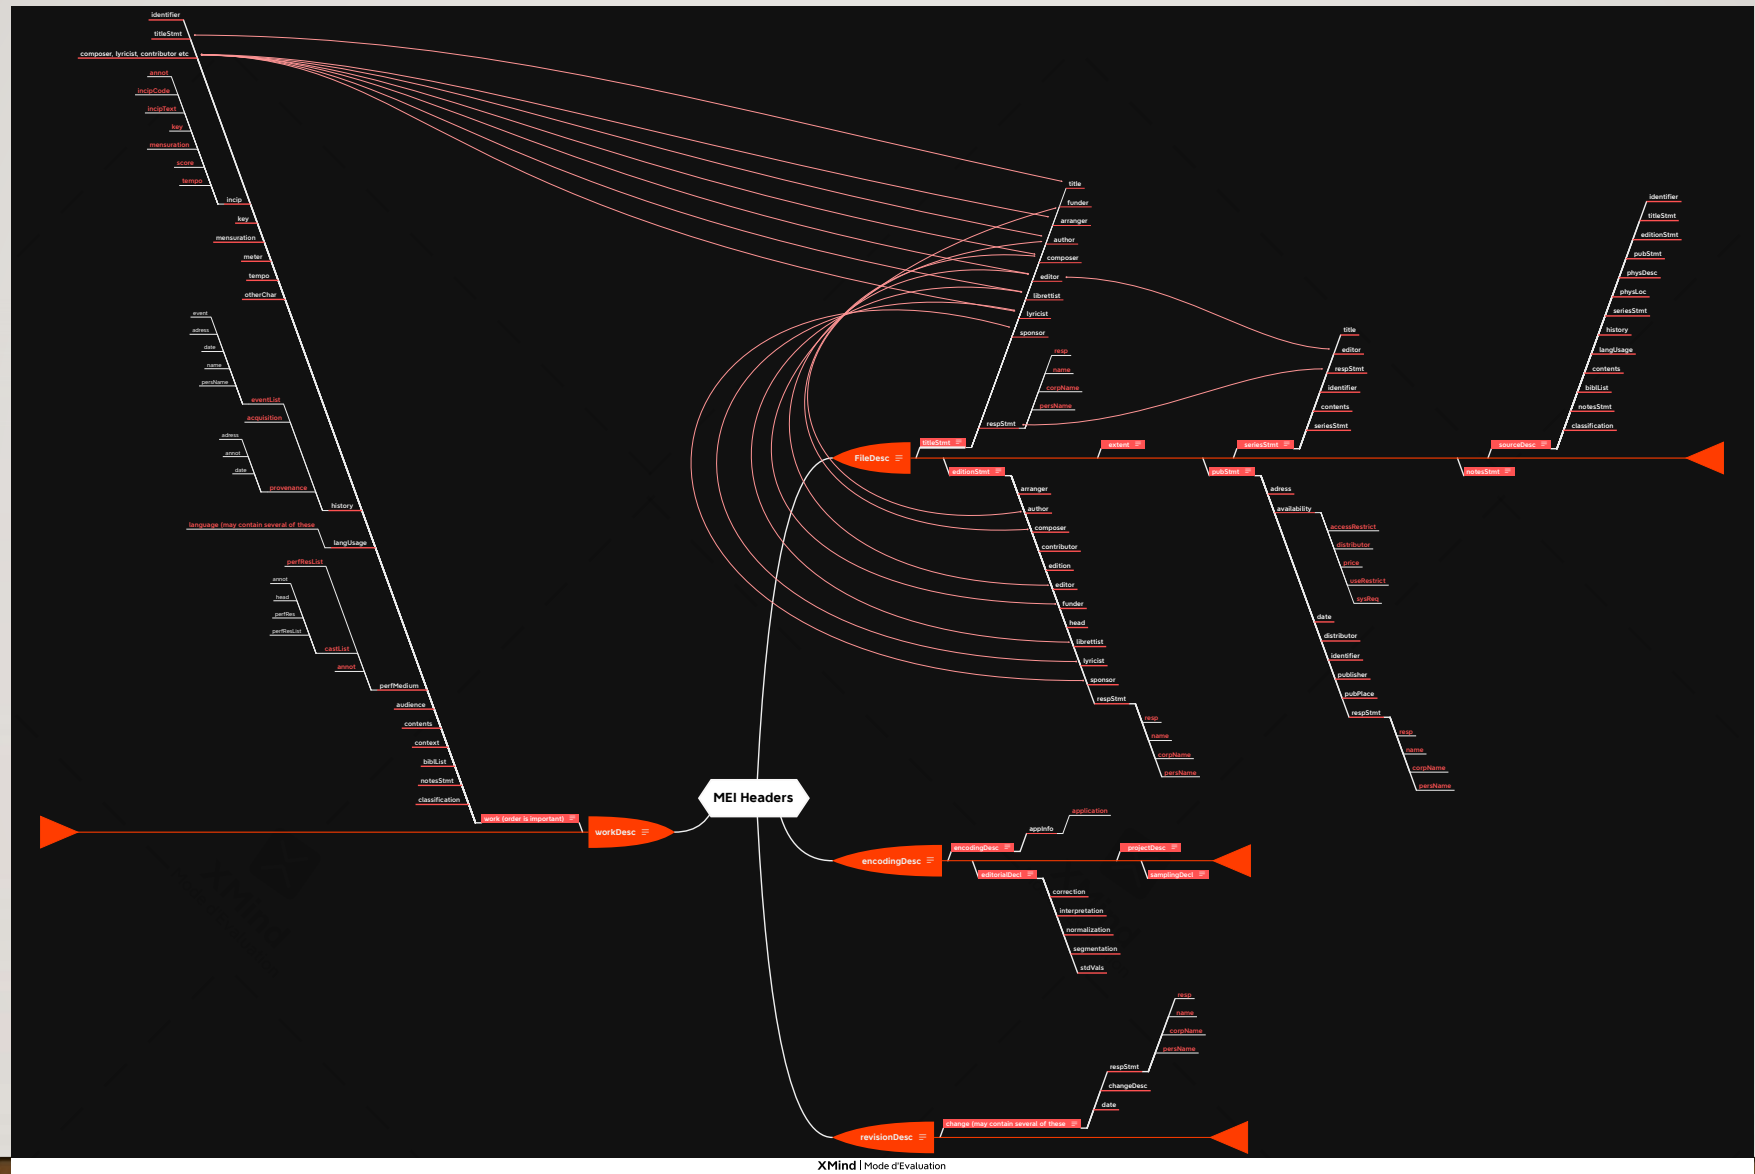 identifier
titleStmt
composer, lyricist, contributor etc
annot
incipCode
incipText
key
mensuration
score
tempo
incip
key
mensuration
meter
tempo
otherChar
event
adress
date
name
persName
eventList
acquisition
adress
annot
date
provenance
history
language (may contain several of these
langUsage
perfResList
annot
head
perfRes
perfResList
castList
annot
perfMedium
audience
contents
context
biblList
notesStmt
classification
work (order is important)
workDesc
MEI Headers
FileDesc
titleStmt
title
funder
arranger
author
composer
editor
librettist
lyricist
sponsor
resp
name
corpName
persName
respStmt
editionStmt
arranger
author
composer
contributor
edition
editor
funder
head
librettist
lyricist
sponsor
respStmt
resp
name
corpName
persName
extent
pubStmt
adress
availability
accessRestrict
distributor
price
useRestrict
sysReq
date
distributor
identifier
publisher
pubPlace
respStmt
resp
name
corpName
persName
seriesStmt
title
editor
respStmt
identifier
contents
seriesStmt
notesStmt
sourceDesc
identifier
titleStmt
editionStmt
pubStmt
physDesc
physLoc
seriesStmt
history
langUsage
contents
biblList
notesStmt
classification
encodingDesc
encodingDesc
appInfo
application
editorialDecl
correction
interpretation
normalization
segmentation
stdVals
projectDesc
samplingDecl
revisionDesc
change (may contain several of these
resp
name
corpName
persName
respStmt
changeDesc
date
XMind | Mode d'Evaluation